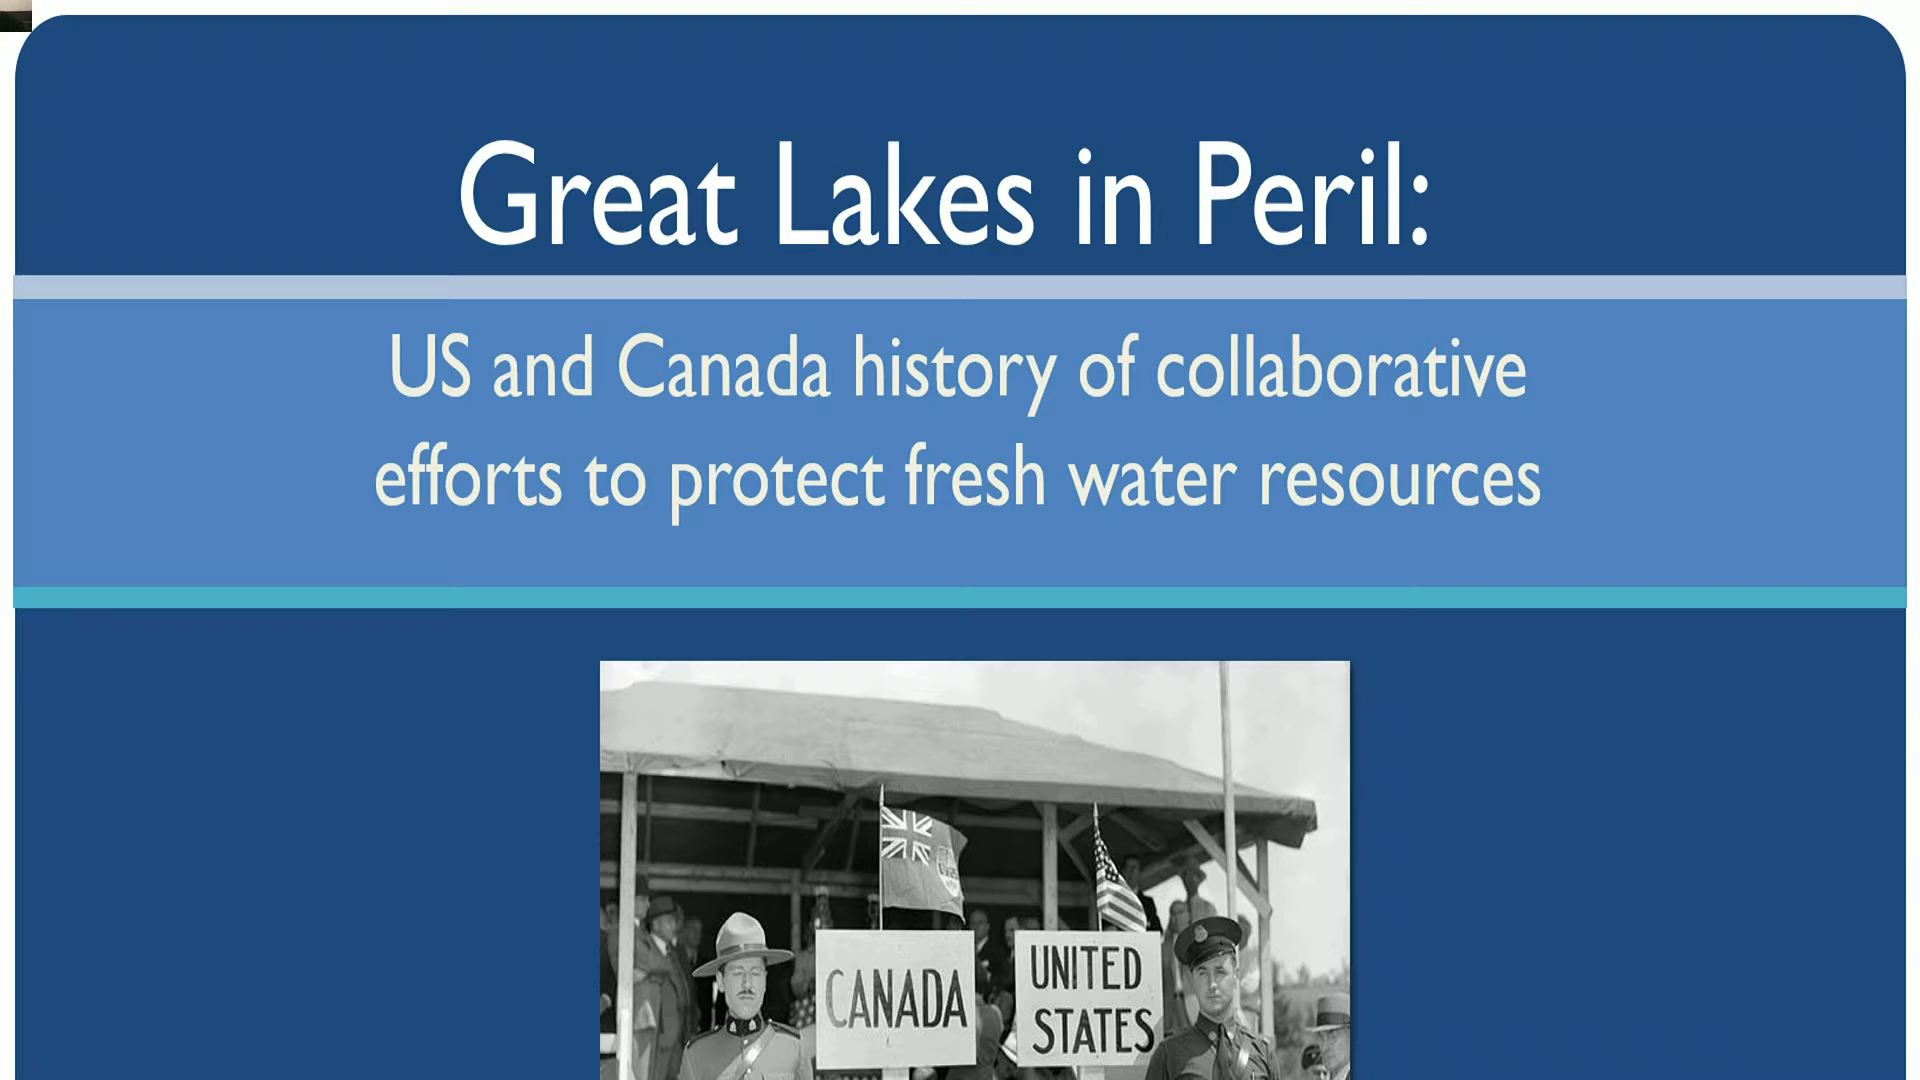 Great Lakes in Peril:
US and Canada history of collaborative
efforts to protect fresh water resources
CANADA
UNITED
STATES